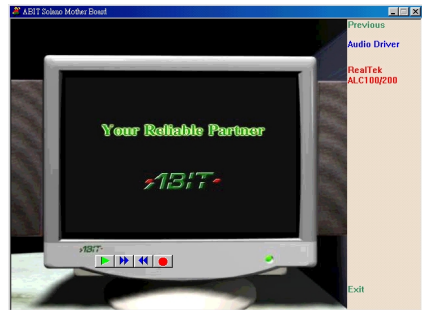 ABIT Solano Mother Board
Previous
Audio Driver
RealTek
ALC100/200
Your Reliable Partner
ABIT
ABIT
Exit